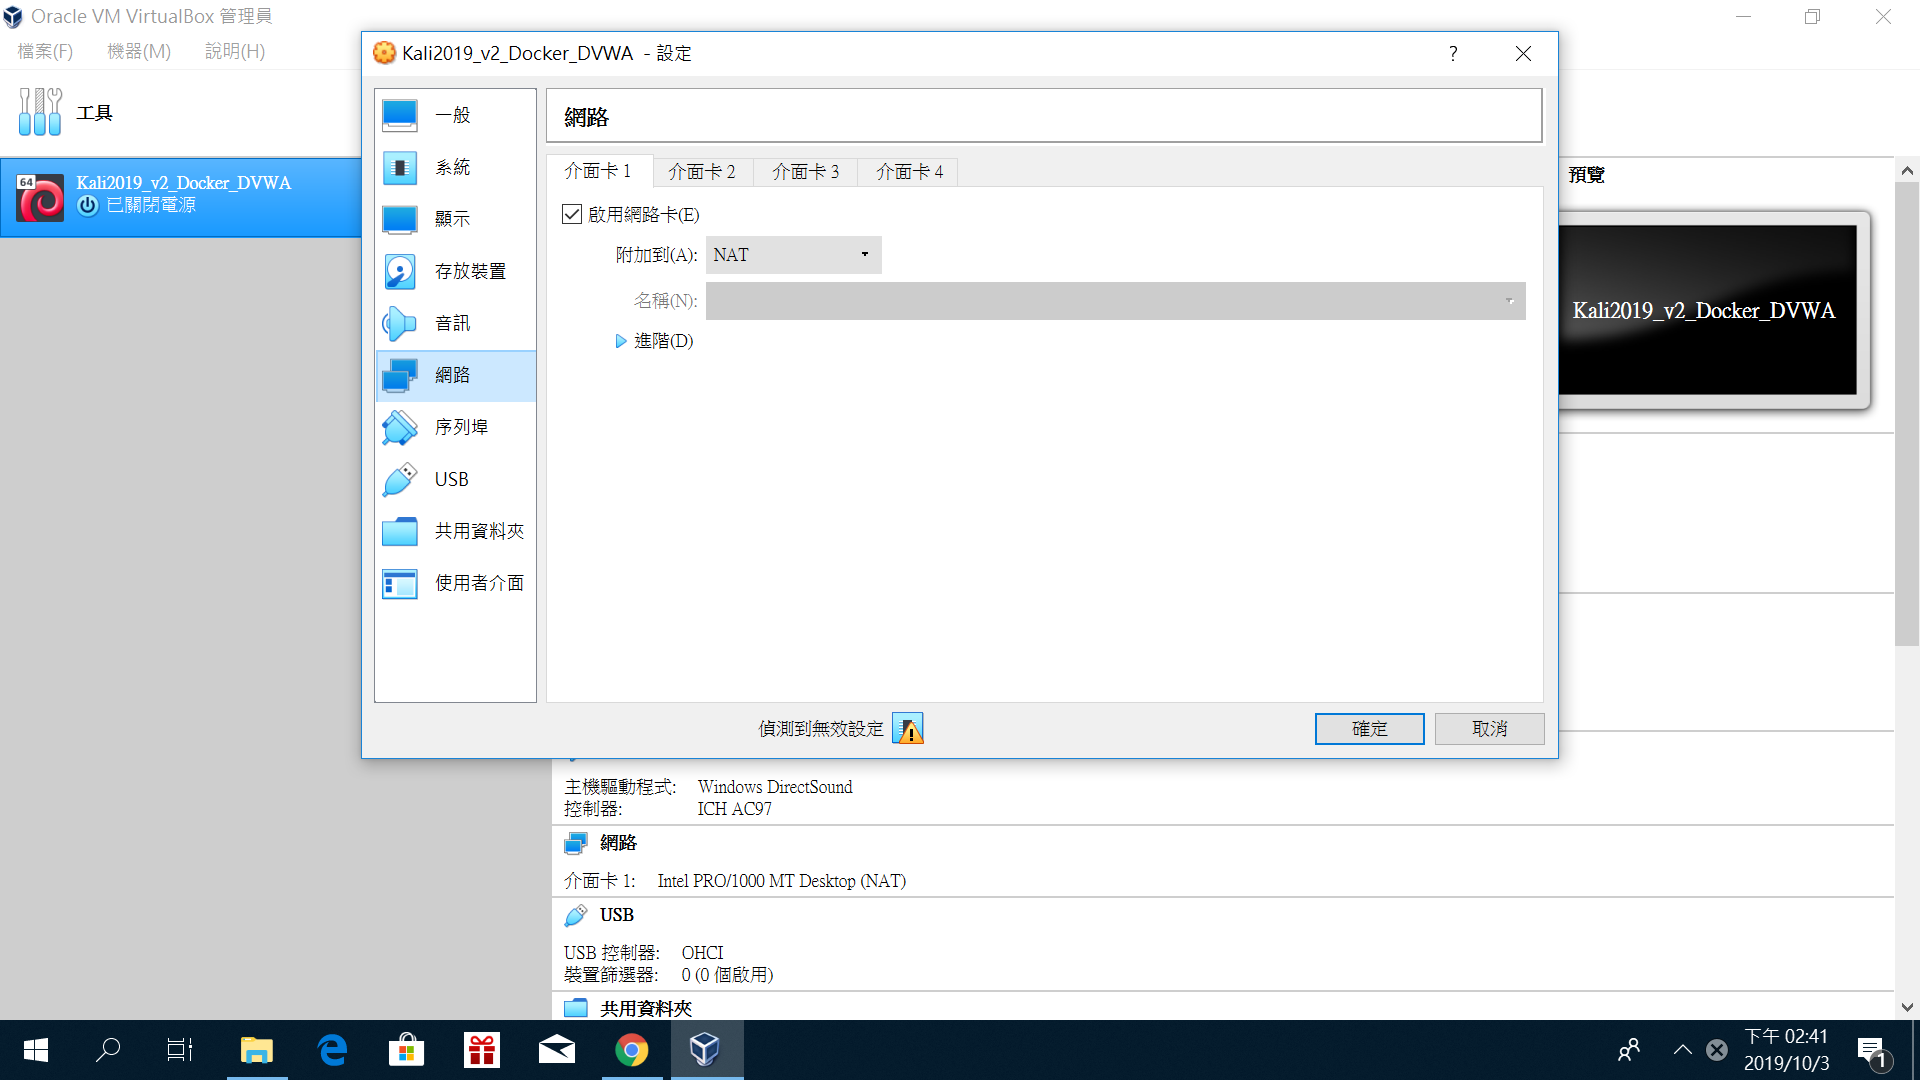 Oracle VM VirtualBox 管理員
檔案(F)
機器(M)
說明(H)
工具
64
Kali2019_v2_Docker_DVWA
已關閉電源
Kali2019_v2_Docker_DVWA - 設定
?
一般
系統
顯示
存放裝置
音訊
網路
序列埠
USB
共用資料夾
使用者介面
網路
介面卡 1
介面卡 2
介面卡 3
介面卡 4
啟用網路卡(E)
附加到(A): NAT
名稱(N):
進階(D)
偵測到無效設定
確定
取消
預覽
Kali2019_v2_Docker_DVWA
主機驅動程式: Windows DirectSound
控制器: ICH AC97
網路
介面卡 1: Intel PRO/1000 MT Desktop (NAT)
USB
USB 控制器: OHCI
裝置篩選器: 0 (0 個啟用)
共用資料夾
下午 02:41
2019/10/3
1